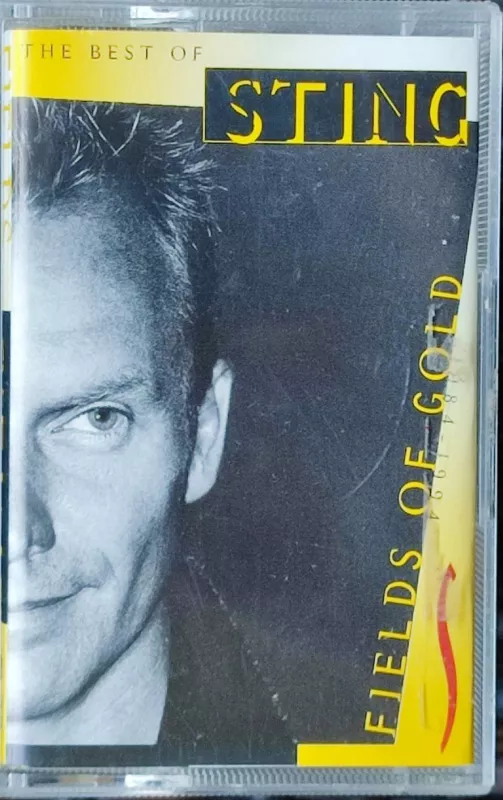 THE BEST OF
STING
FIELDS OF GOLD
1984-1994